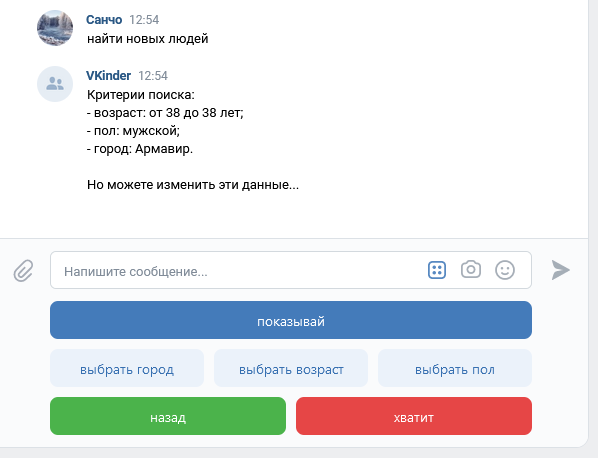 Санчо 12:54
найти новых людей
VKinder 12:54
Критерии поиска:
- возраст: от 38 до 38 лет;
- пол: мужской;
- город: Армавир.
Но можете изменить эти данные...
Напишите сообщение...
показывай
выбрать город выбрать возраст выбрать пол
назад хватит